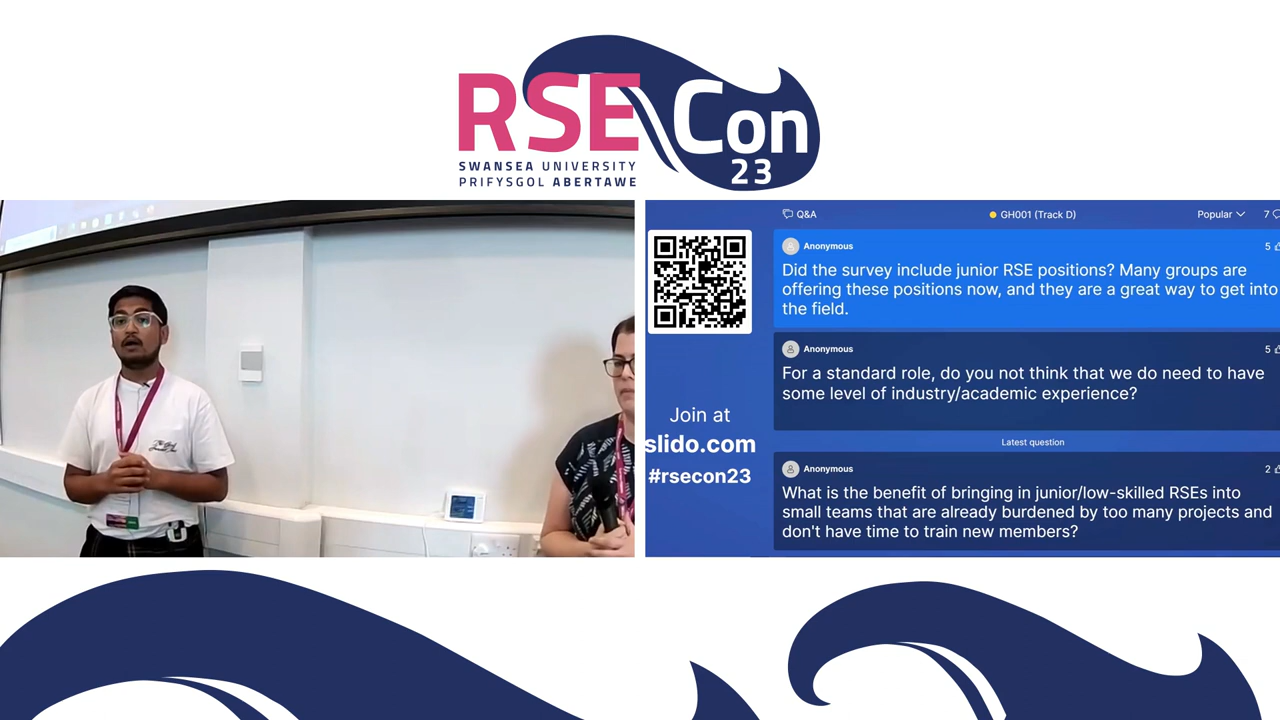 RSE Con
23
SWANSEA UNIVERSITY
PRIFYSGOL ABERTAWE
Q&A
GH001 (Track D)
Popular
7
Anonymous
5
Did the survey include junior RSE positions? Many groups are
offering these positions now, and they are a great way to get into
the field.
Anonymous
5
For a standard role, do you not think that we do need to have
some level of industry/academic experience?
Join at
slido.com
#rsecon23
Latest question
Anonymous
2
What is the benefit of bringing in junior/low-skilled RSEs into
small teams that are already burdened by too many projects and
don't have time to train new members?